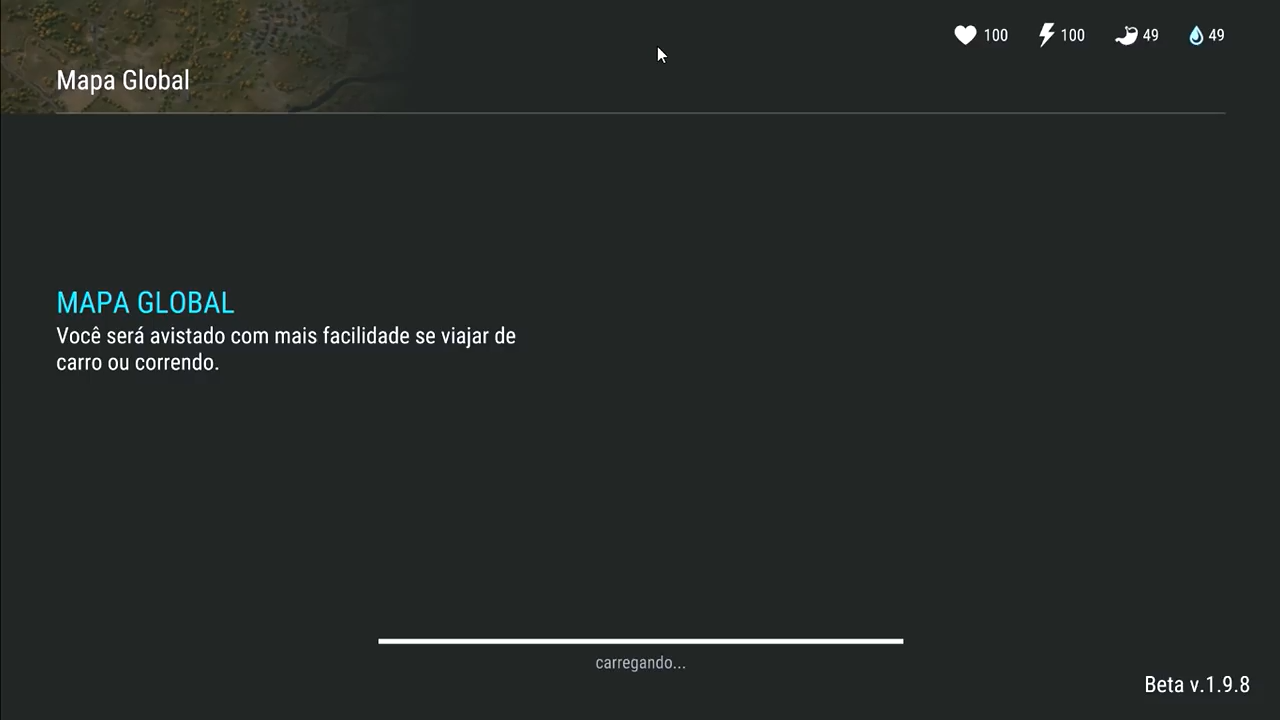 100 100 49 49
Mapa Global
MAPA GLOBAL
Você será avistado com mais facilidade se viajar de
carro ou correndo.
carregando...
Beta v.1.9.8